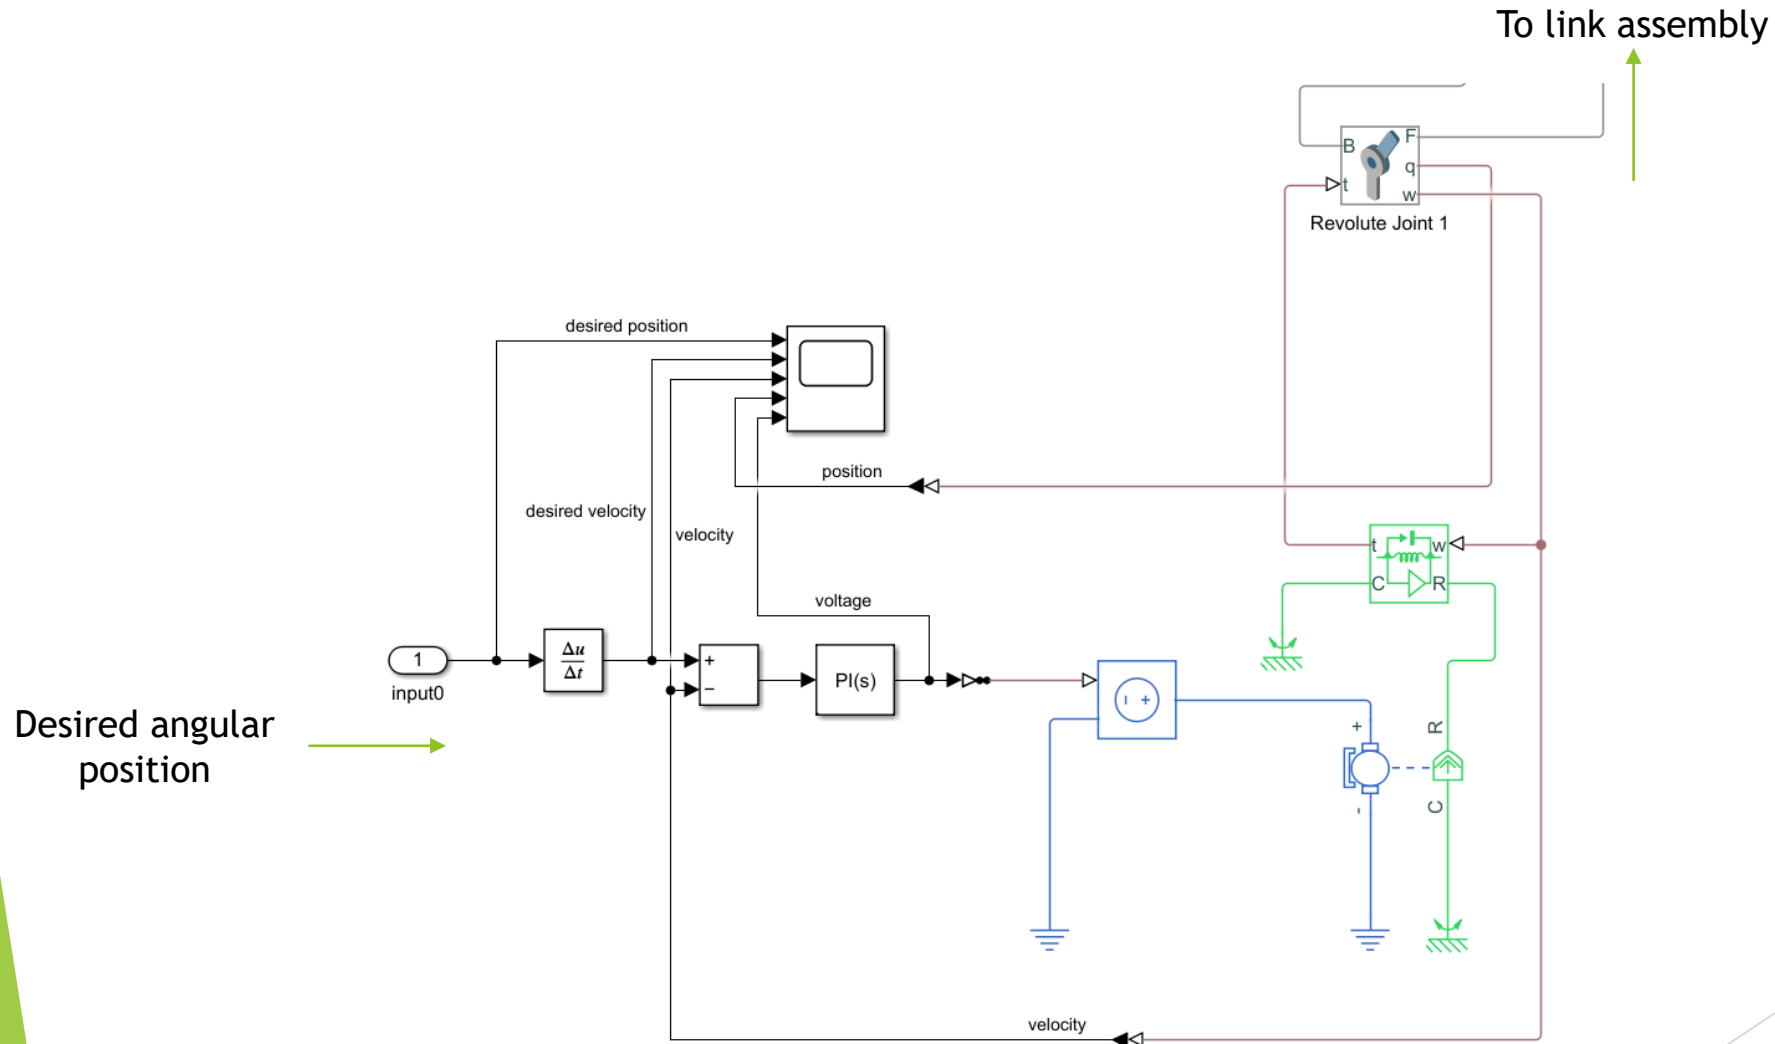 To link assembly
B
F
q
t
w
Revolute Joint 1
desired position
position
desired velocity
velocity
t
w
C
R
voltage
1
Δu
Δt
+
−
PI(s)
input0
Desired angular
position
+
R
C
-
velocity